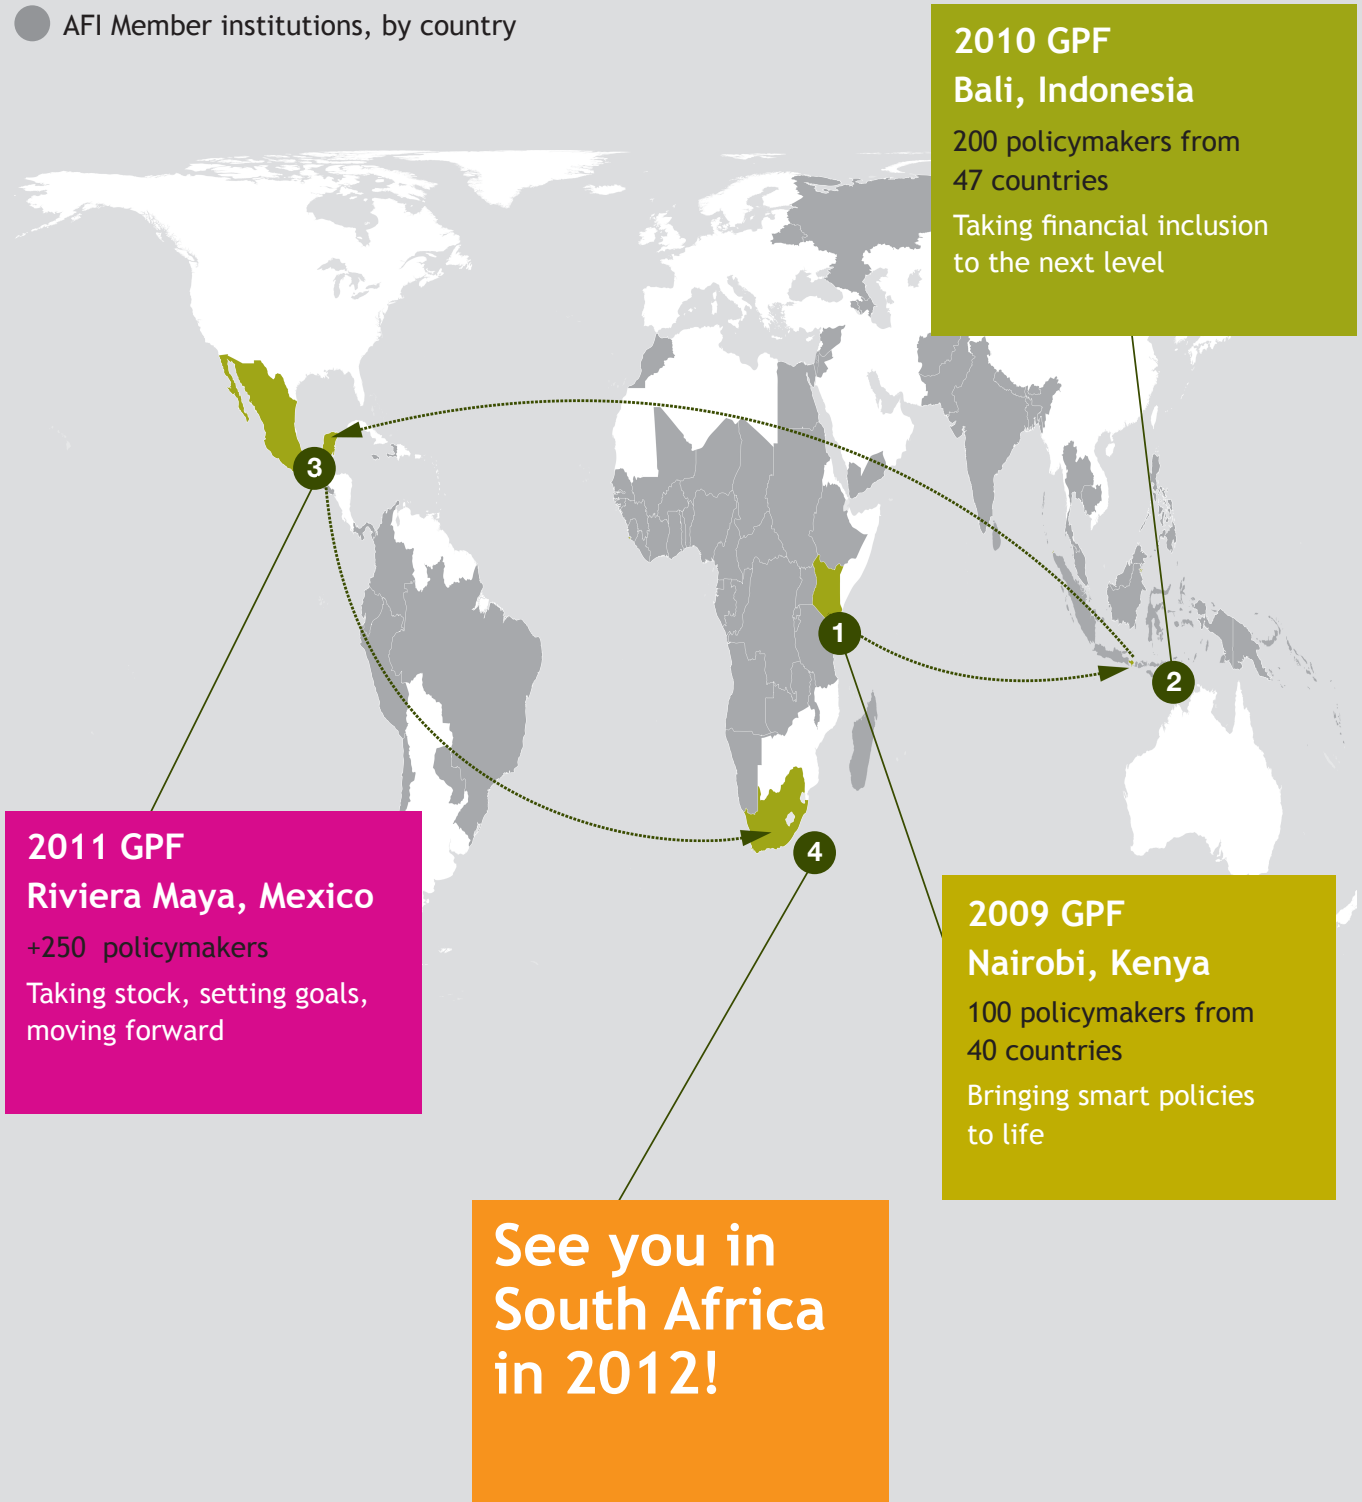 AFI Member institutions, by country
2010 GPF
Bali, Indonesia
200 policymakers from
47 countries
Taking financial inclusion
to the next level
3
1
2
4
2011 GPF
Riviera Maya, Mexico
+250 policymakers
Taking stock, setting goals,
moving forward
2009 GPF
Nairobi, Kenya
100 policymakers from
40 countries
Bringing smart policies
to life
See you in
South Africa
in 2012!